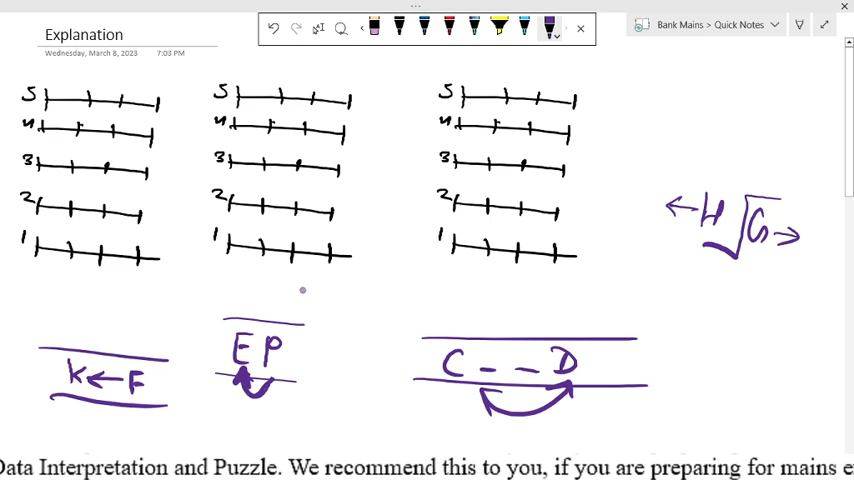 Bank Mains > Quick Notes
Explanation
Wednesday, March 8, 2023 7:03 PM
5 5 5
4 4 4
3 3 3
2 2 2
1 1 1
←H √G→
K←F
E P
C _ _ D
Data Interpretation and Puzzle. We recommend this to you, if you are preparing for mains e